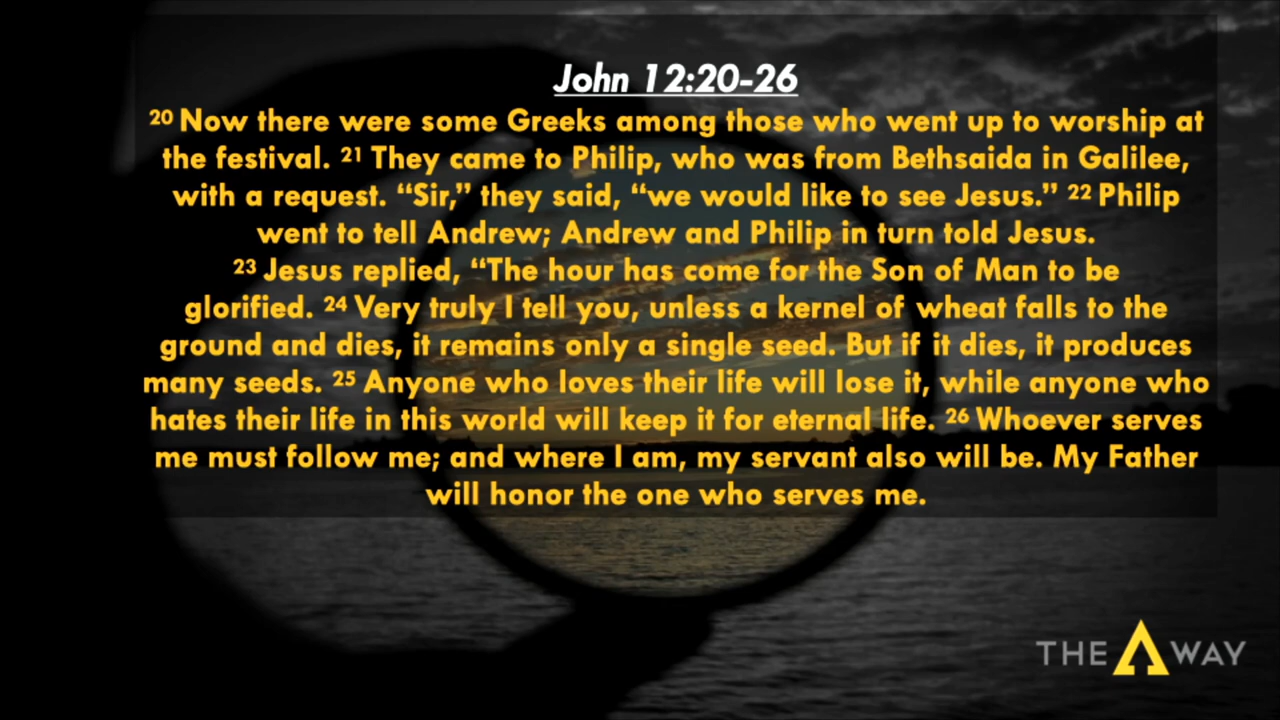 John 12:20-26
20 Now there were some Greeks among those who went up to worship at
the festival. 21 They came to Philip, who was from Bethsaida in Galilee,
with a request. “Sir,” they said, “we would like to see Jesus.” 22 Philip
went to tell Andrew; Andrew and Philip in turn told Jesus.
23 Jesus replied, “The hour has come for the Son of Man to be
glorified. 24 Very truly I tell you, unless a kernel of wheat falls to the
ground and dies, it remains only a single seed. But if it dies, it produces
many seeds. 25 Anyone who loves their life will lose it, while anyone who
hates their life in this world will keep it for eternal life. 26 Whoever serves
me must follow me; and where I am, my servant also will be. My Father
will honor the one who serves me.
THE WAY